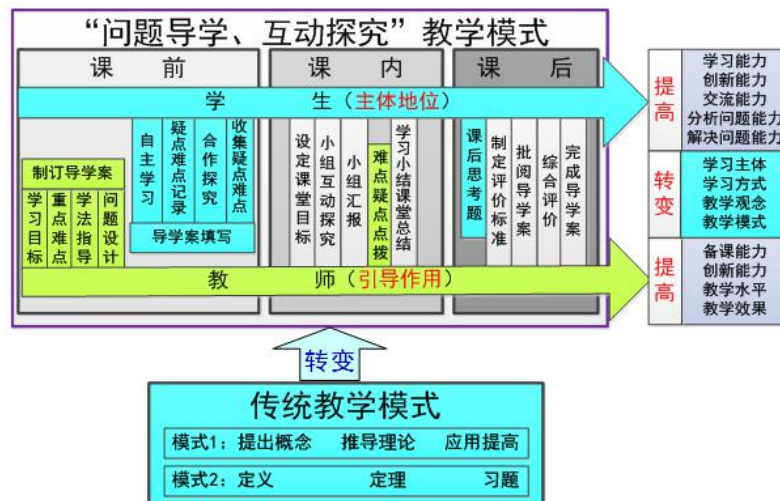 “问题导学、互动探究”教学模式
课 前
课 内
课 后
学 生（主体地位）
制订导学案
学习目标
重点难点
学法指导
问题设计
自主学习
疑点难点记录
合作探究
收集疑点难点
导学案填写
设定课堂目标
小组互动探究
小组汇报
难点疑点点拨
学习小结课堂总结
课后思考题
制定评价标准
批阅导学案
综合评价
完成导学案
教 师（引导作用）
提高
学习能力
创新能力
交流能力
分析问题能力
解决问题能力
转变
学习主体
学习方式
教学观念
教学模式
提高
备课能力
创新能力
教学水平
教学效果
转变
传统教学模式
模式1：提出概念 推导理论 应用提高
模式2：定义 定理 习题